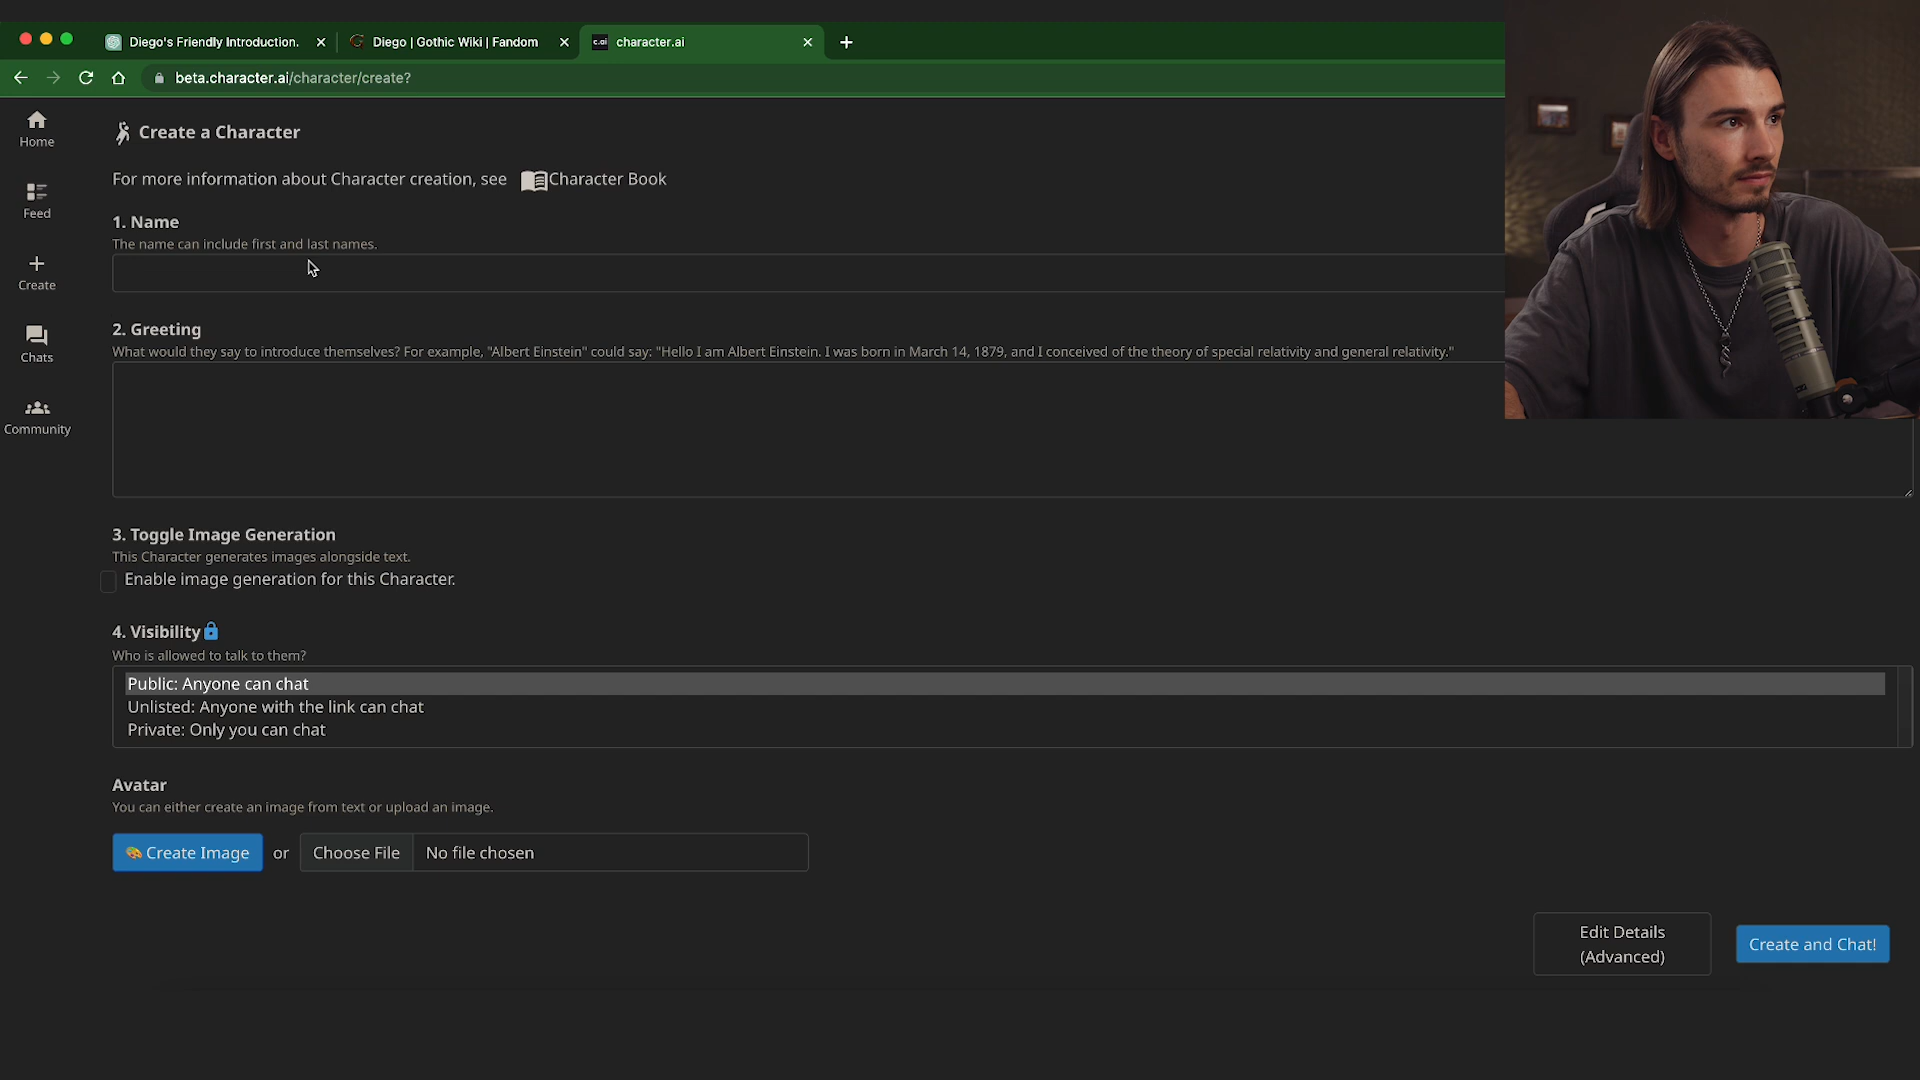 Diego's Friendly Introduction.
Diego | Gothic Wiki | Fandom
c.ai character.ai
beta.character.ai/character/create?
Home
Feed
Create
Chats
Community
Create a Character
For more information about Character creation, see Character Book
1. Name
The name can include first and last names.
2. Greeting
What would they say to introduce themselves? For example, "Albert Einstein" could say: "Hello I am Albert Einstein. I was born in March 14, 1879, and I conceived of the theory of special relativity and general relativity."
3. Toggle Image Generation
This Character generates images alongside text.
Enable image generation for this Character.
4. Visibility
Who is allowed to talk to them?
Public: Anyone can chat
Unlisted: Anyone with the link can chat
Private: Only you can chat
Avatar
You can either create an image from text or upload an image.
Create Image or Choose File No file chosen
Edit Details
(Advanced)
Create and Chat!